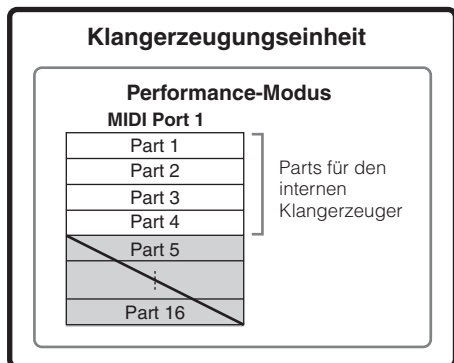 Klangerzeugungseinheit
Performance-Modus
MIDI Port 1
Part 1
Part 2
Part 3
Part 4
Part 5
Part 16
Parts für den
internen
Klangerzeuger